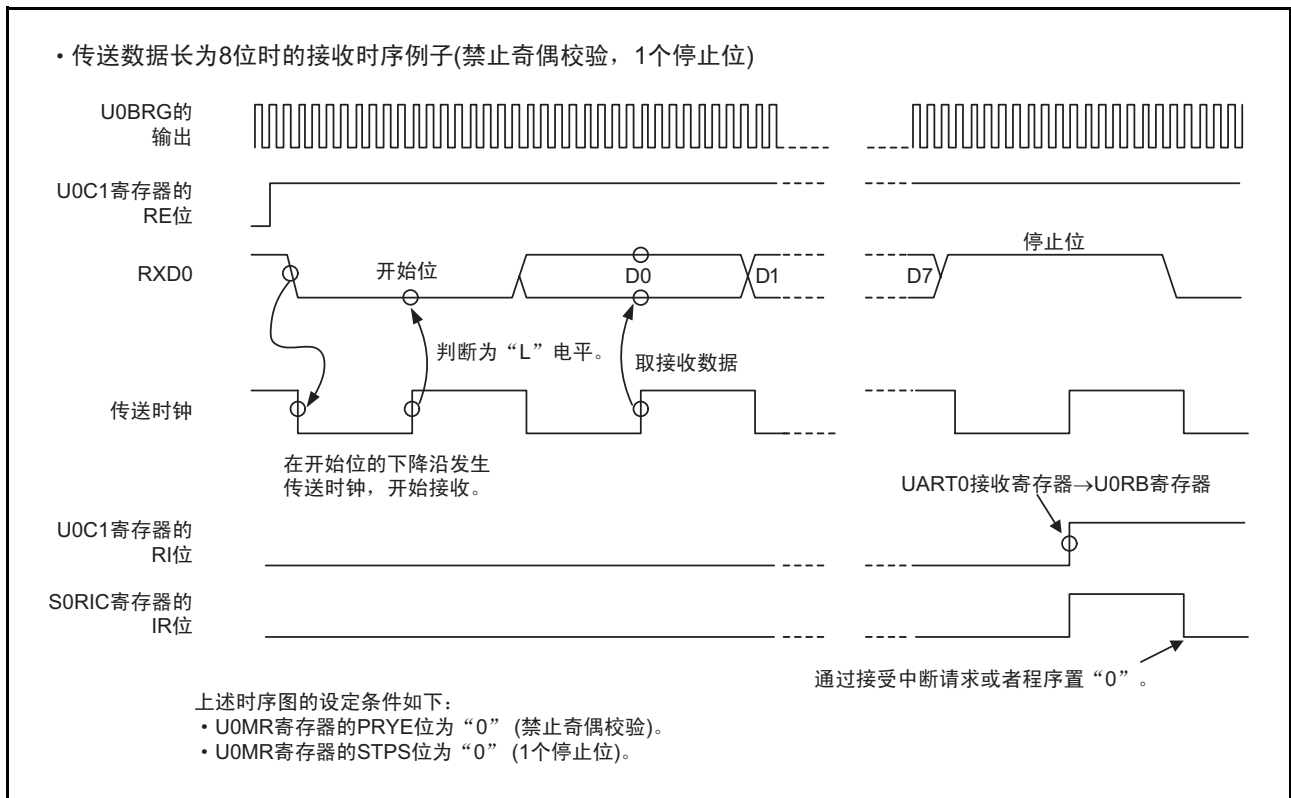 ・传送数据长为8位时的接收时序例子(禁止奇偶校验，1个停止位)
U0BRG的
输出
U0C1寄存器的
RE位
RXD0
开始位
D0
D1
D7
停止位
判断为“L”电平。
取接收数据
传送时钟
在开始位的下降沿发生
传送时钟，开始接收。
UART0接收寄存器→U0RB寄存器
U0C1寄存器的
RI位
S0RIC寄存器的
IR位
通过接受中断请求或者程序置“0”。
上述时序图的设定条件如下：
・U0MR寄存器的PRYE位为“0” (禁止奇偶校验)。
・U0MR寄存器的STPS位为“0” (1个停止位)。